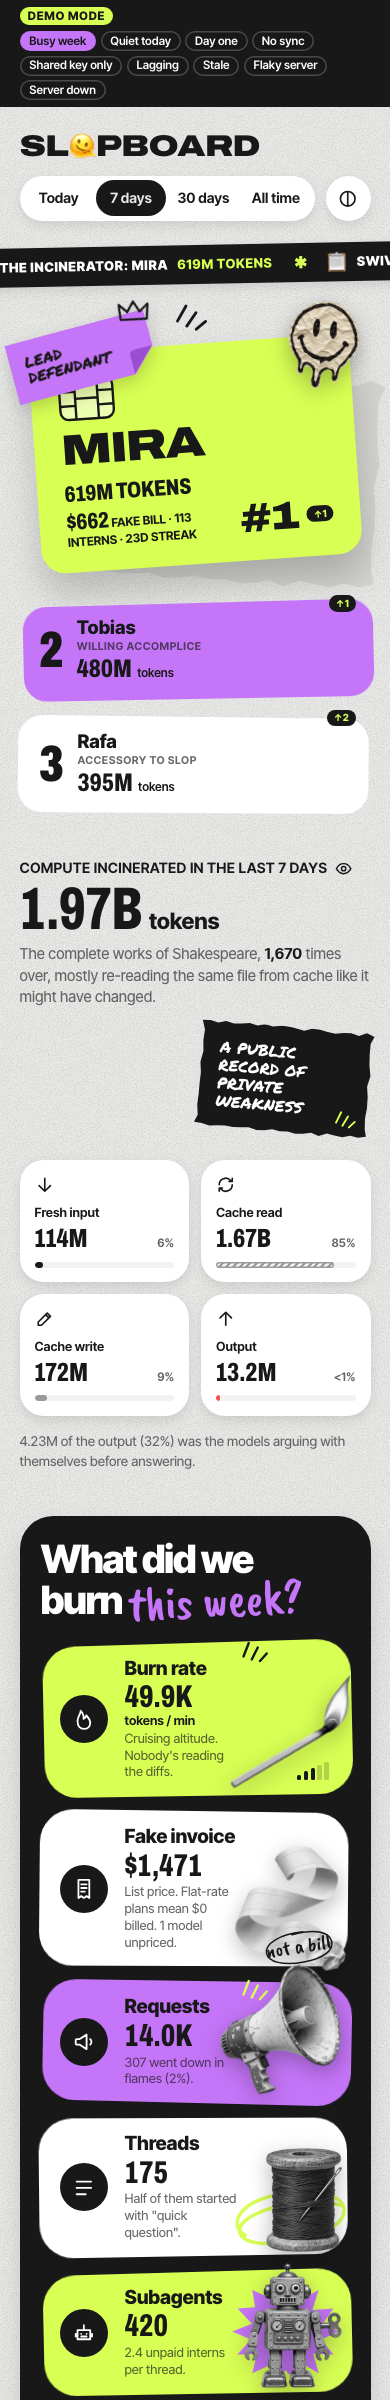 DEMO MODE
Busy week Quiet today Day one No sync
Shared key only Lagging Stale Flaky server
Server down
SLOPBOARD
Today 7 days 30 days All time
THE INCINERATOR: MIRA 619M TOKENS
LEAD
DEFENDANT
MIRA
619M TOKENS
$662 FAKE BILL · 113
INTERNS · 23D STREAK
#1 ↑1
↑1
2
Tobias
WILLING ACCOMPLICE
480M tokens
↑2
3
Rafa
ACCESSORY TO SLOP
395M tokens
COMPUTE INCINERATED IN THE LAST 7 DAYS
1.97B tokens
The complete works of Shakespeare, 1,670 times
over, mostly re-reading the same file from cache like it
might have changed.
A PUBLIC
RECORD OF
PRIVATE
WEAKNESS
Fresh input
114M 6%
Cache read
1.67B 85%
Cache write
172M 9%
Output
13.2M <1%
4.23M of the output (32%) was the models arguing with
themselves before answering.
What did we
burn this week?
Burn rate
49.9K
tokens / min
Cruising altitude.
Nobody's reading
the diffs.
Fake invoice
$1,471
List price. Flat-rate
plans mean $0
billed. 1 model
unpriced.
not a bill
Requests
14.0K
307 went down in
flames (2%).
Threads
175
Half of them started
with "quick
question".
Subagents
420
2.4 unpaid interns
per thread.